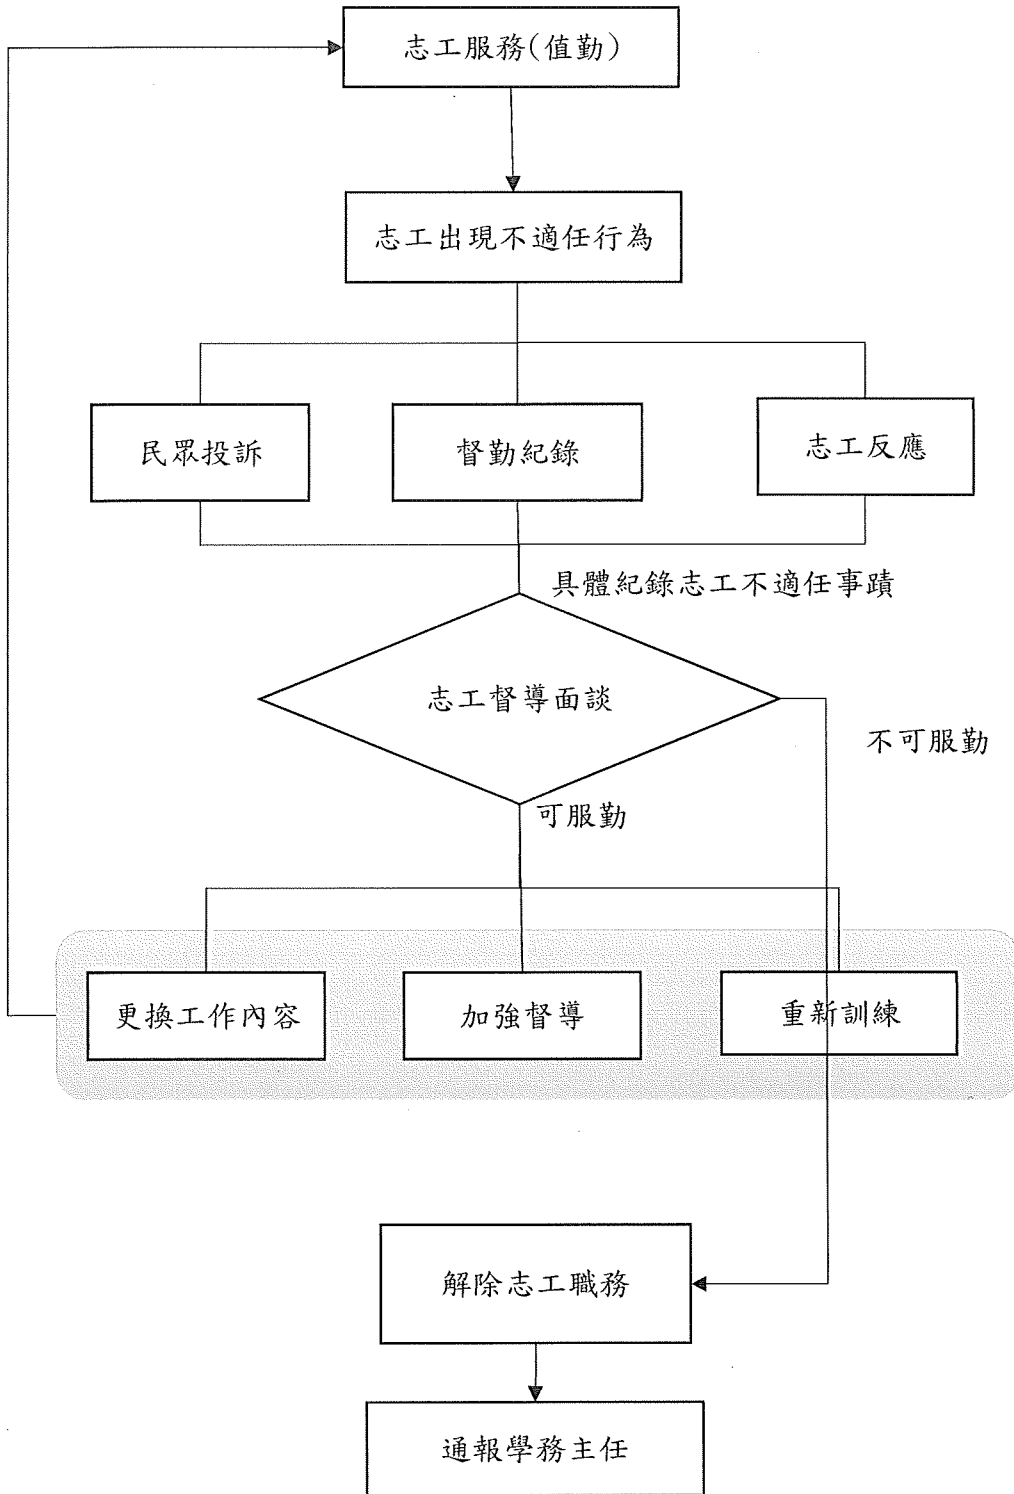 志工服務(值勤)
志工出現不適任行為
民眾投訴
督勤紀錄
志工反應
具體紀錄志工不適任事蹟
志工督導面談
不可服勤
可服勤
更換工作內容
加強督導
重新訓練
解除志工職務
通報學務主任